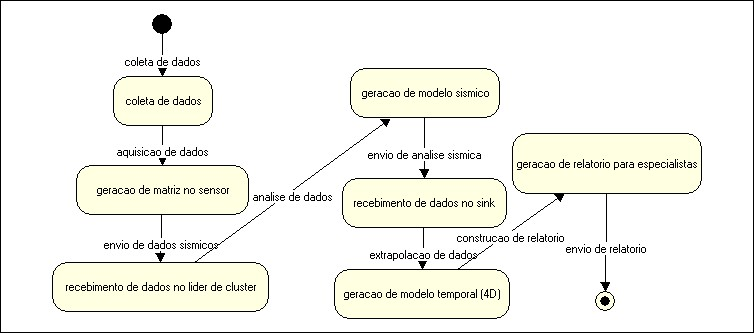 coleta de dados
coleta de dados
aquisicao de dados
geracao de matriz no sensor
envio de dados sismicos
recebimento de dados no lider de cluster
analise de dados
geracao de modelo sismico
envio de analise sismica
recebimento de dados no sink
extrapolacao de dados
geracao de modelo temporal (4D)
construcao de relatorio
geracao de relatorio para especialistas
envio de relatorio